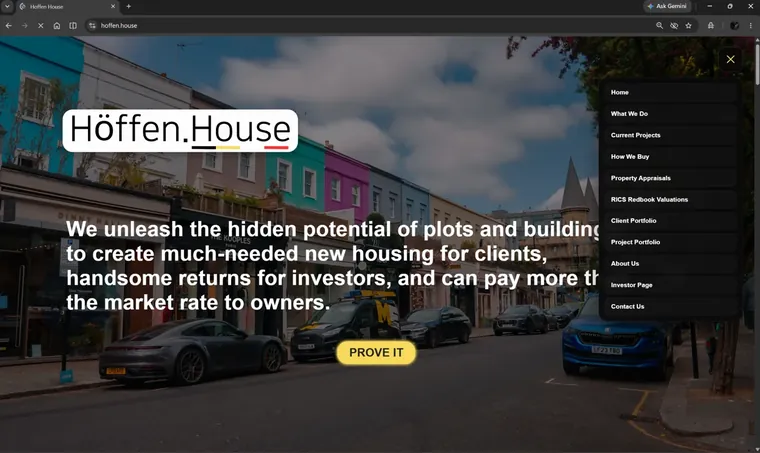 Hoffen House
Ask Gemini
hoffen.house
Höffen.House
Home
What We Do
Current Projects
How We Buy
Property Appraisals
RICS Redbook Valuations
Client Portfolio
Project Portfolio
About Us
Investor Page
Contact Us
THE KOOPLES
We unleash the hidden potential of plots and building
to create much-needed new housing for clients,
handsome returns for investors, and can pay more th
the market rate to owners.
PROVE IT